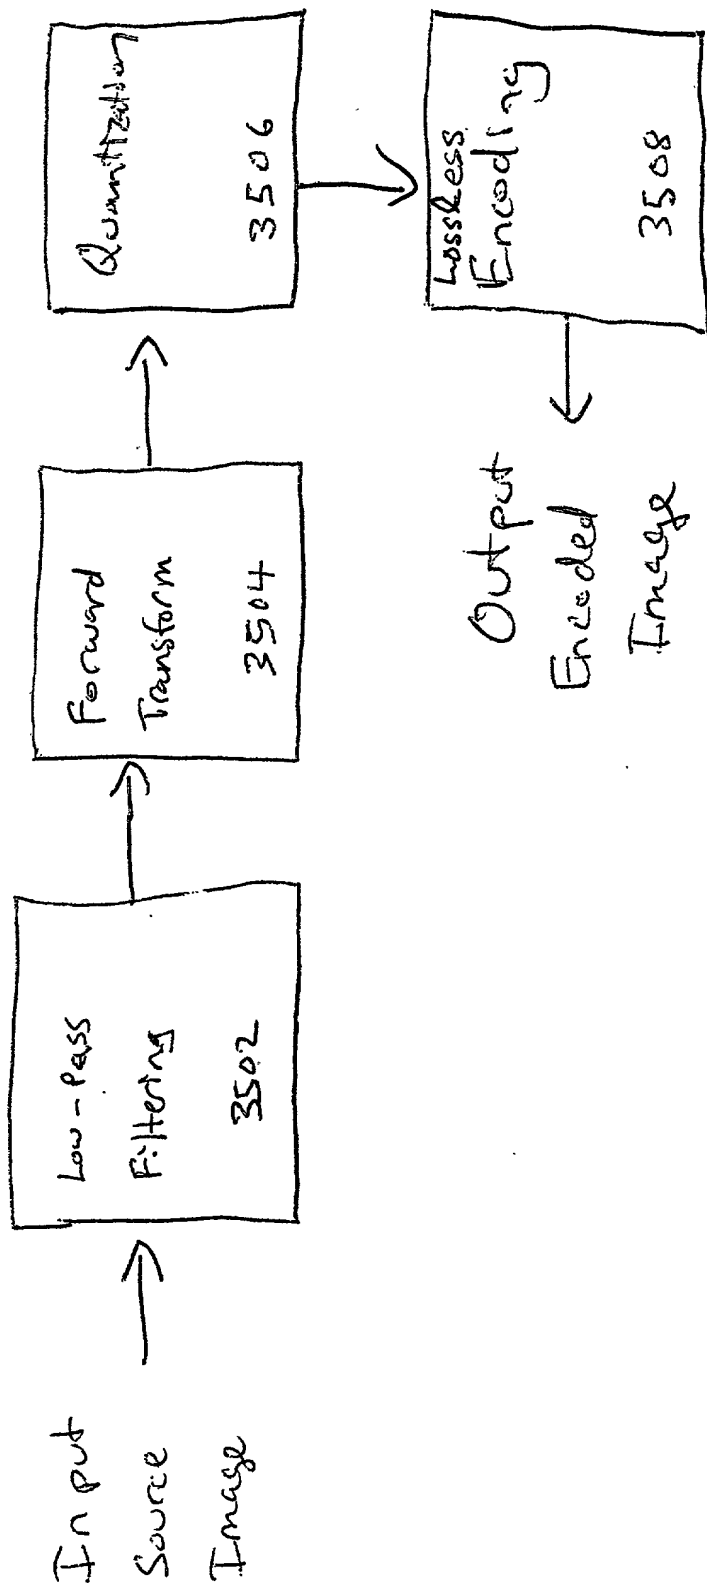 Input
Source
Image
Low-Pass
Filtering
3502
Forward
Transform
3504
Quantization
3506
Lossless
Encoding
3508
Output
Encoded
Image